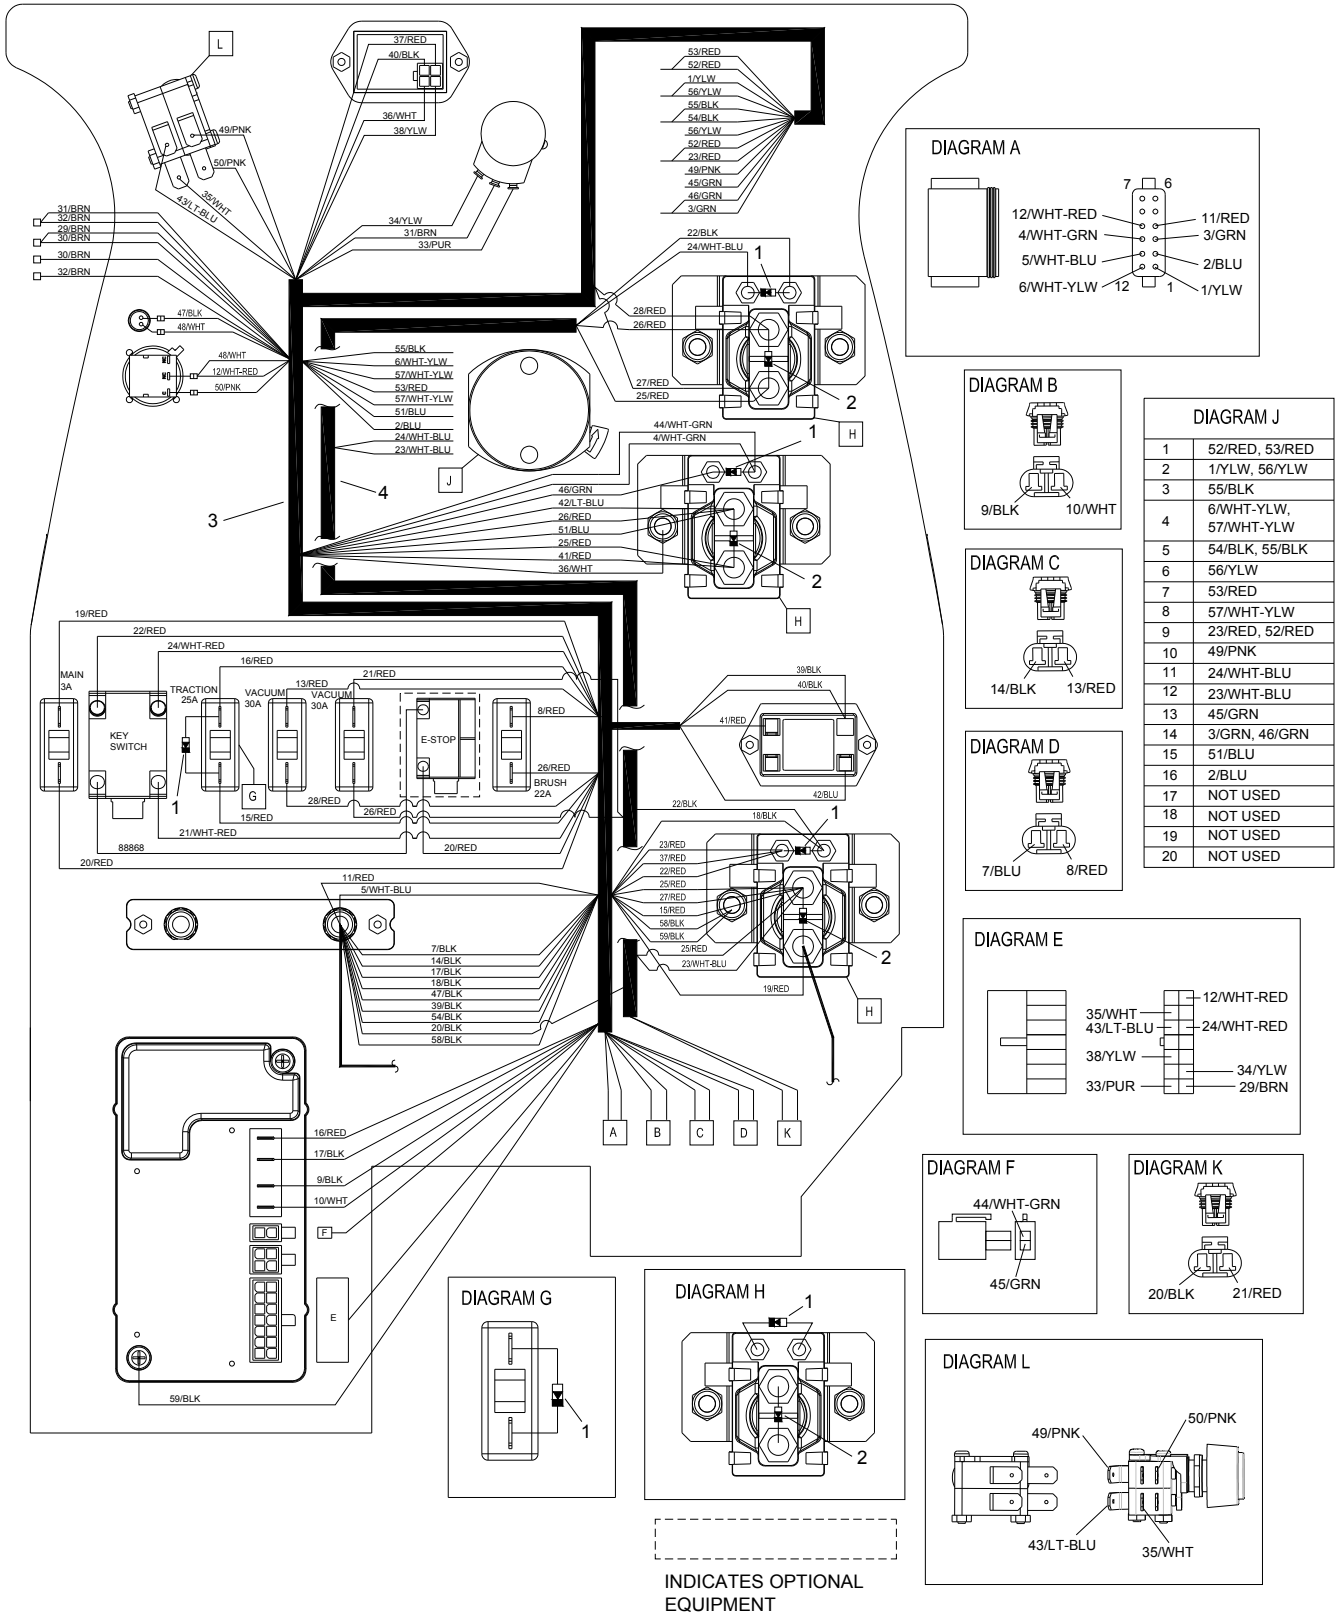 L
37/RED
40/BLK
36/WHT
38/YLW
49/PNK
50/PNK
35/WHT
43/LT-BLU
34/YLW
31/BRN
33/PUR
53/RED
52/RED
1/YLW
56/YLW
55/BLK
54/BLK
56/YLW
52/RED
23/RED
49/PNK
45/GRN
46/GRN
3/GRN
31/BRN
32/BRN
29/BRN
30/BRN
30/BRN
32/BRN
47/BLK
48/WHT
48/WHT
12/WHT-RED
50/PNK
22/BLK
24/WHT-BLU
1
28/RED
26/RED
27/RED
25/RED
2
H
55/BLK
6/WHT-YLW
57/WHT-YLW
53/RED
57/WHT-YLW
51/BLU
2/BLU
24/WHT-BLU
23/WHT-BLU
J
4
3
44/WHT-GRN
4/WHT-GRN
1
46/GRN
42/LT-BLU
26/RED
51/BLU
25/RED
41/RED
36/WHT
2
H
19/RED
22/RED
24/WHT-RED
16/RED
21/RED
13/RED
MAIN
3A
KEY
SWITCH
TRACTION
25A
VACUUM
30A
VACUUM
30A
E-STOP
8/RED
26/RED
BRUSH
22A
1
G
28/RED
15/RED
26/RED
21/WHT-RED
88868
20/RED
20/RED
39/BLK
40/BLK
41/RED
42/BLU
22/BLK
18/BLK
1
23/RED
37/RED
22/RED
25/RED
27/RED
15/RED
58/BLK
59/BLK
25/RED
23/WHT-BLU
19/RED
2
H
11/RED
5/WHT-BLU
7/BLK
14/BLK
17/BLK
18/BLK
47/BLK
39/BLK
54/BLK
20/BLK
58/BLK
A
B
C
D
K
16/RED
17/BLK
9/BLK
10/WHT
F
E
59/BLK
DIAGRAM A
7
6
12/WHT-RED
11/RED
4/WHT-GRN
3/GRN
5/WHT-BLU
2/BLU
6/WHT-YLW
12
1
1/YLW
DIAGRAM B
9/BLK
10/WHT
DIAGRAM C
14/BLK
13/RED
DIAGRAM D
7/BLU
8/RED
DIAGRAM J
1 52/RED, 53/RED
2 1/YLW, 56/YLW
3 55/BLK
4 6/WHT-YLW,
57/WHT-YLW
5 54/BLK, 55/BLK
6 56/YLW
7 53/RED
8 57/WHT-YLW
9 23/RED, 52/RED
10 49/PNK
11 24/WHT-BLU
12 23/WHT-BLU
13 45/GRN
14 3/GRN, 46/GRN
15 51/BLU
16 2/BLU
17 NOT USED
18 NOT USED
19 NOT USED
20 NOT USED
DIAGRAM E
12/WHT-RED
35/WHT
43/LT-BLU
24/WHT-RED
38/YLW
34/YLW
33/PUR
29/BRN
DIAGRAM F
44/WHT-GRN
45/GRN
DIAGRAM K
20/BLK
21/RED
DIAGRAM G
1
DIAGRAM H
1
2
DIAGRAM L
50/PNK
49/PNK
43/LT-BLU
35/WHT
INDICATES OPTIONAL
EQUIPMENT